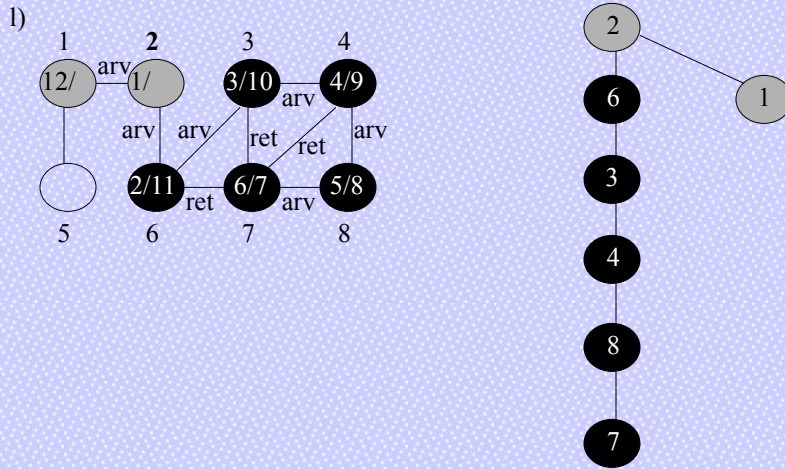 l)
1 2 3 4
arv
12/ 1/ 3/10 4/9
arv
arv arv ret ret arv
2/11 6/7 5/8
ret arv
5 6 7 8
2
6
1
3
4
8
7